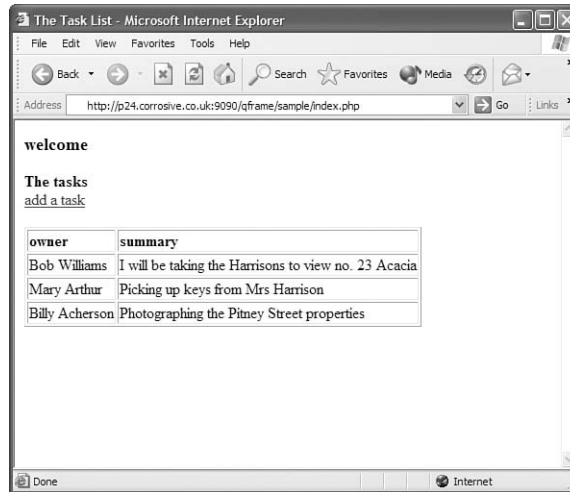 The Task List - Microsoft Internet Explorer
File Edit View Favorites Tools Help
Back Search Favorites Media
Address http://p24.corrosive.co.uk:9090/qframe/sample/index.php Go Links
welcome
The tasks
add a task
owner summary
Bob Williams I will be taking the Harrisons to view no. 23 Acacia
Mary Arthur Picking up keys from Mrs Harrison
Billy Acherson Photographing the Pitney Street properties
Done Internet